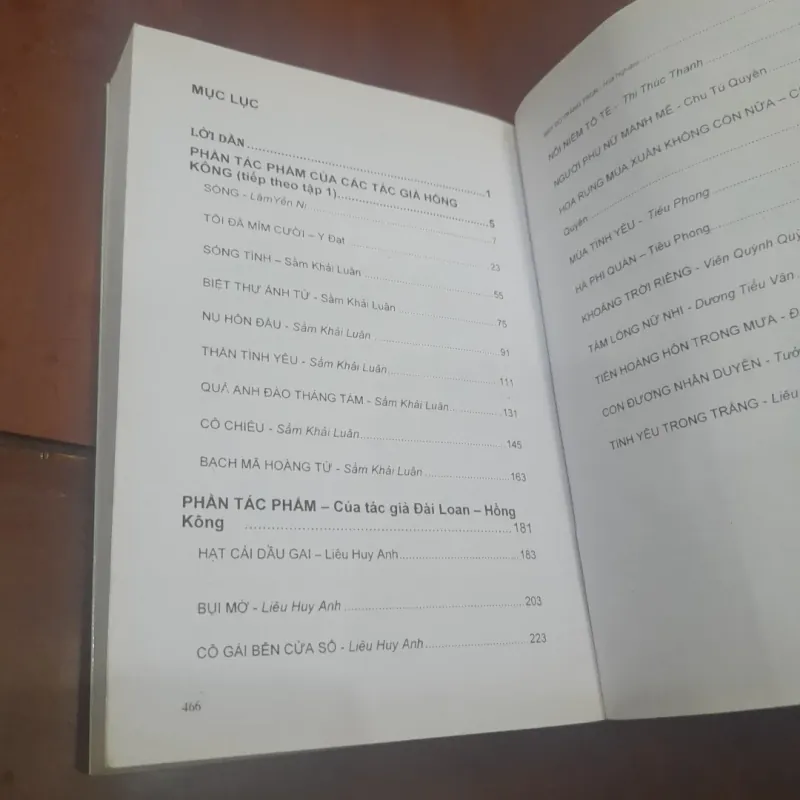 MỤC LỤC
LỜI DẪN.......1
PHẦN TÁC PHẨM CỦA CÁC TÁC GIẢ HỒNG
KÔNG (tiếp theo tập 1).......5
SÓNG - Lâm Yến Ni.......7
TÔI ĐÃ MỈM CƯỜI – Y Đạt.......23
SÓNG TÌNH – Sầm Khải Luân.......55
BIỆT THỰ ÁNH TỬ - Sầm Khải Luân.......75
NỤ HÔN ĐẦU - Sầm Khải Luân.......91
THẦN TÌNH YÊU - Sầm Khải Luân.......111
QUẢ ANH ĐÀO THÁNG TÁM - Sầm Khải Luân.......131
CÔ CHIÊU - Sầm Khải Luân.......145
BẠCH MÃ HOÀNG TỬ - Sầm Khải Luân.......163
PHẦN TÁC PHẨM – Của tác giả Đài Loan – Hồng
Kông.......181
HẠT CẢI DẦU GAI – Liêu Huy Anh.......183
BỤI MỜ - Liêu Huy Anh.......203
CÔ GÁI BÊN CỬA SỔ - Liêu Huy Anh.......223
466
NỖI NIỀM TỎ TÊ - Thi Thúc Thanh
NGƯỜI PHỤ NỮ MẠNH MẼ - Chu Tú Quyên
HOA RỤNG MÙA XUÂN KHÔNG CÒN NỮA –
Quyên
MÙA TÌNH YÊU - Tiêu Phong
HÀ PHI QUÂN - Tiêu Phong
KHOẢNG TRỜI RIÊNG - Viên Quỳnh
TẤM LÒNG NỮ NHI - Dương Tiểu Vân
TIỄN HOÀNG HÔN TRONG MƯA -
CON ĐƯỜNG NHÂN DUYÊN -
TÌNH YÊU TRONG TRẮNG - Liêu